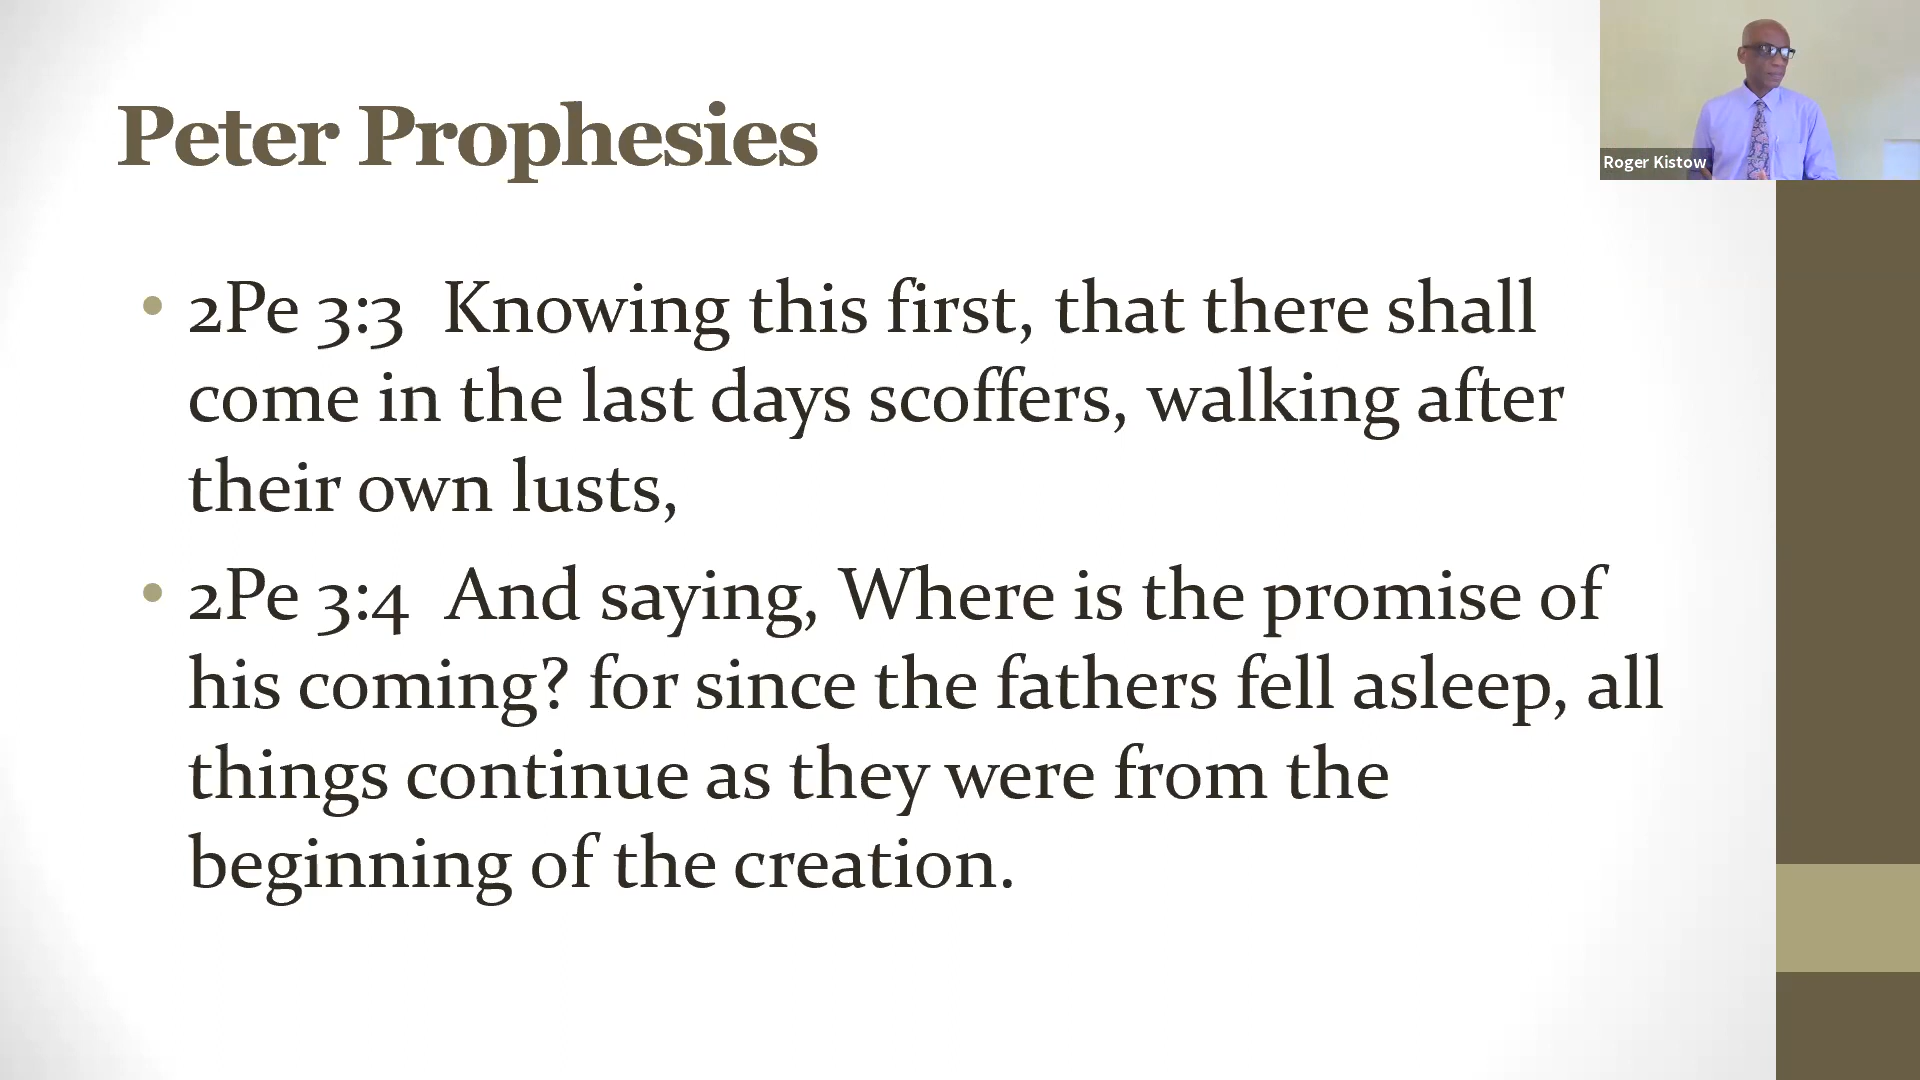 Peter Prophesies
Roger Kistow
• 2Pe 3:3  Knowing this first, that there shall
come in the last days scoffers, walking after
their own lusts,
• 2Pe 3:4  And saying, Where is the promise of
his coming? for since the fathers fell asleep, all
things continue as they were from the
beginning of the creation.